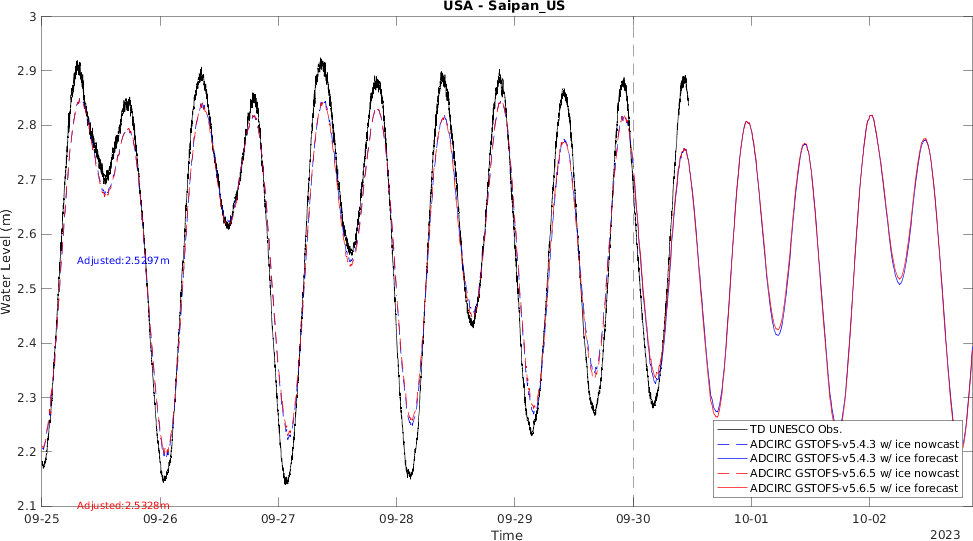 USA - Saipan_US
3
2.9
2.8
2.7
2.6
2.5
2.4
2.3
2.2
2.1
Water Level (m)
Adjusted:2.5297m
Adjusted:2.5328m
TD UNESCO Obs.
ADCIRC GSTOFS-v5.4.3 w/ ice nowcast
ADCIRC GSTOFS-v5.4.3 w/ ice forecast
ADCIRC GSTOFS-v5.6.5 w/ ice nowcast
ADCIRC GSTOFS-v5.6.5 w/ ice forecast
09-25 09-26 09-27 09-28 09-29 09-30 10-01 10-02
Time
2023